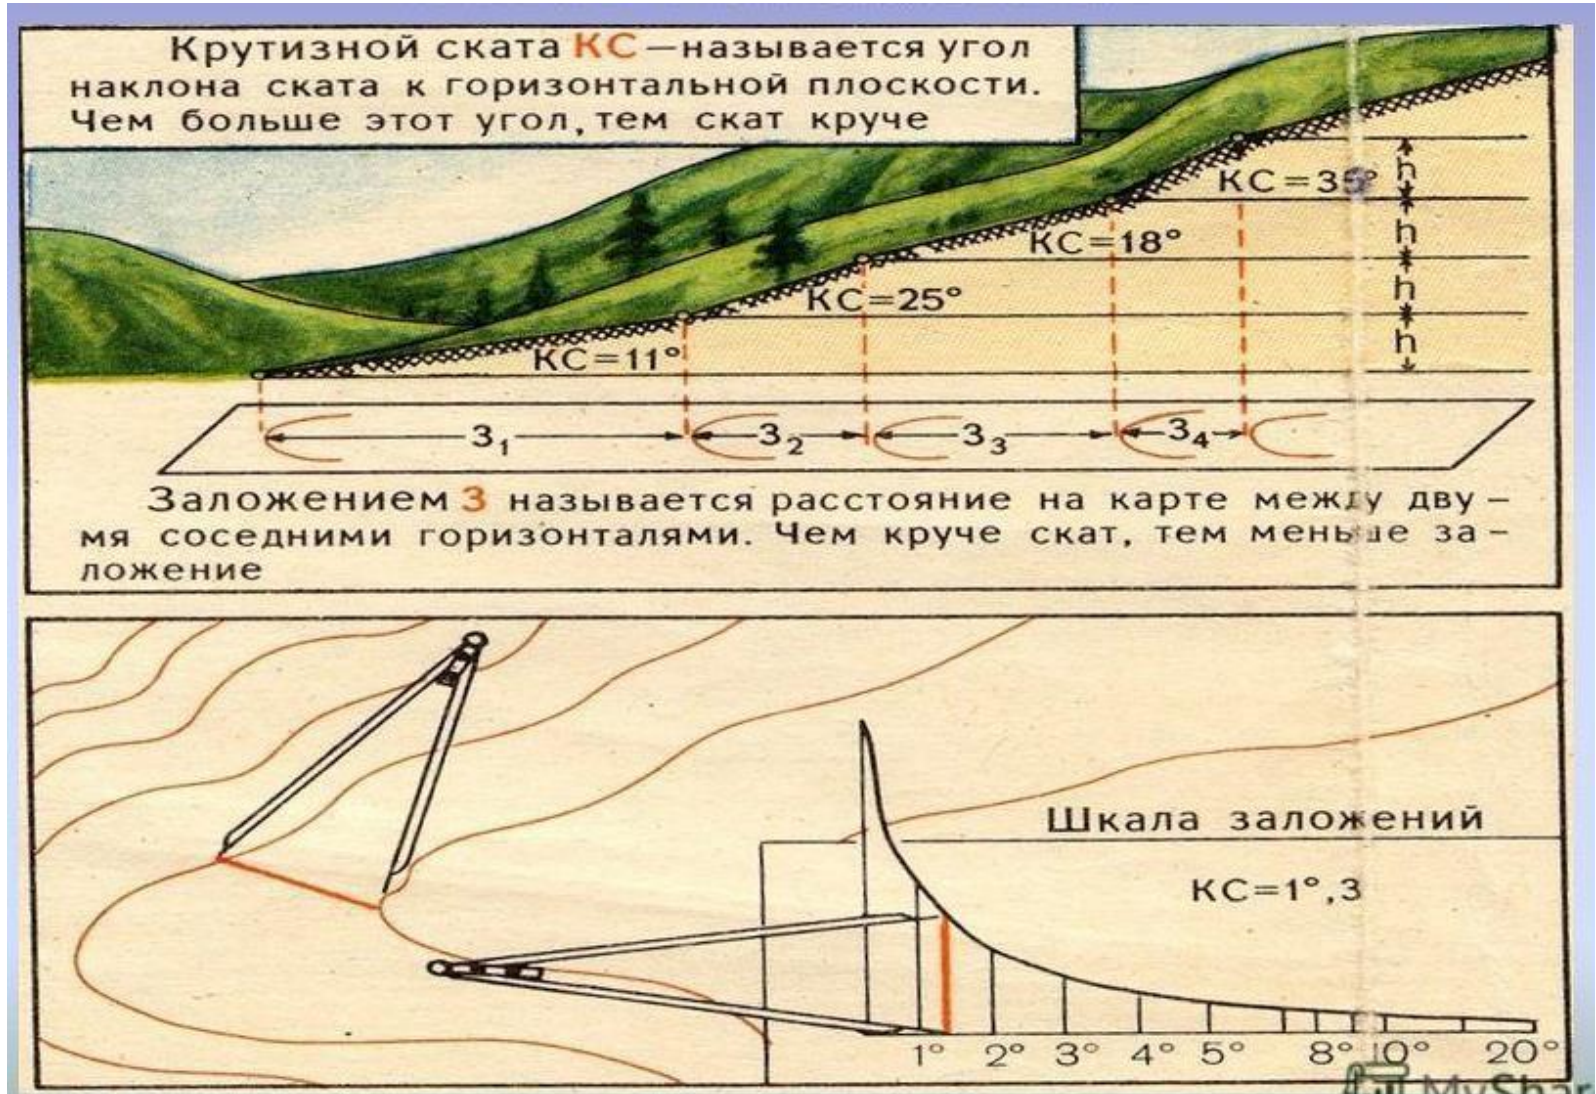 Крутизной ската КС—называется угол
наклона ската к горизонтальной плоскости.
Чем больше этот угол, тем скат круче
КС=35°
h
КС=18°
h
КС=25°
h
КС=11°
h
З₁ З₂ З₃ З₄
Заложением З называется расстояние на карте между дву–
мя соседними горизонталями. Чем круче скат, тем меньше за–
ложение
Шкала заложений
КС=1°,3
1° 2° 3° 4° 5° 8° 10° 20°